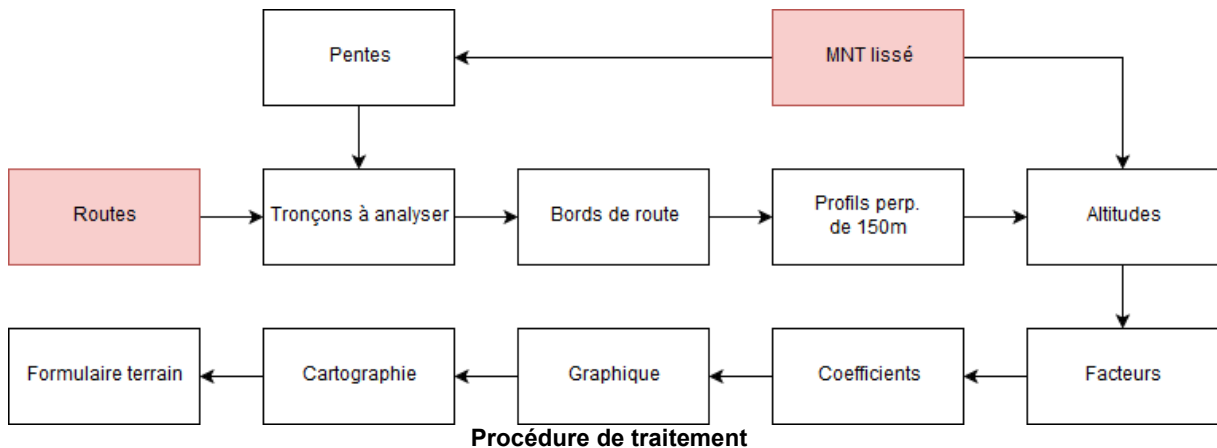 Pentes
MNT lissé
Routes
Tronçons à analyser
Bords de route
Profils perp.
de 150m
Altitudes
Formulaire terrain
Cartographie
Graphique
Coefficients
Facteurs
Procédure de traitement